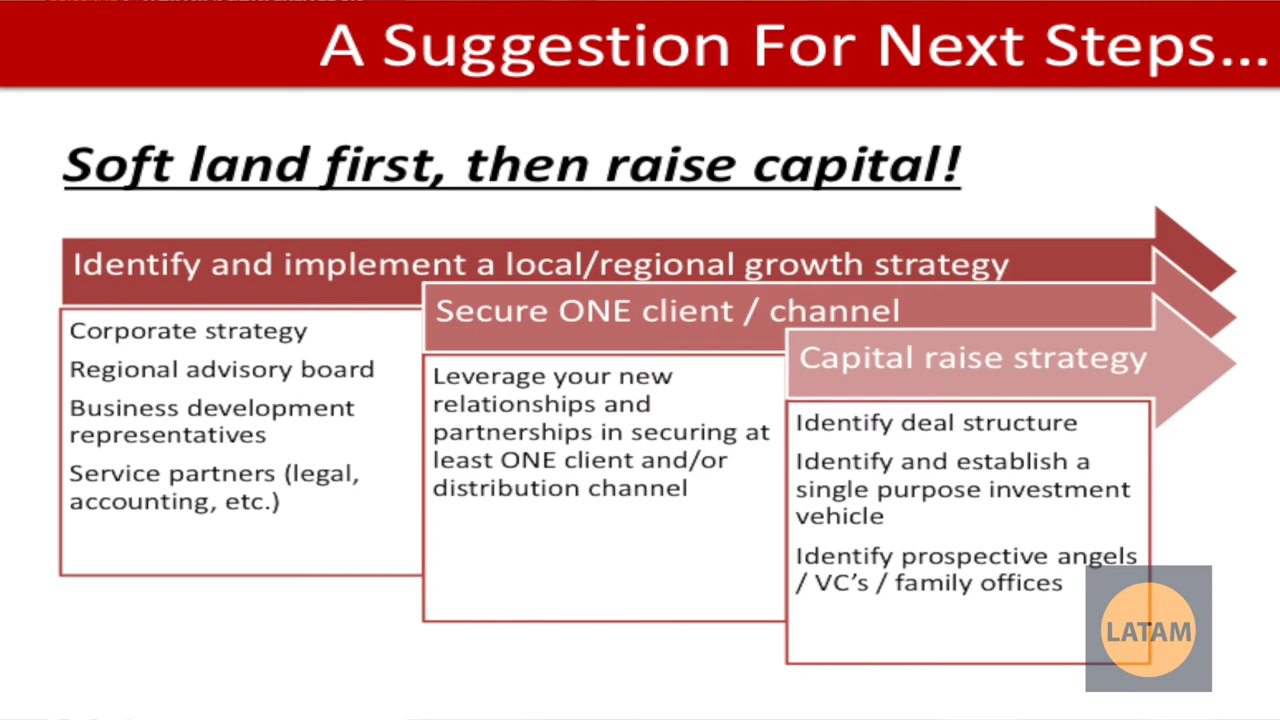 A Suggestion For Next Steps...
Soft land first, then raise capital!
Identify and implement a local/regional growth strategy
Corporate strategy
Regional advisory board
Business development
representatives
Service partners (legal,
accounting, etc.)
Secure ONE client / channel
Leverage your new
relationships and
partnerships in securing at
least ONE client and/or
distribution channel
Capital raise strategy
Identify deal structure
Identify and establish a
single purpose investment
vehicle
Identify prospective angels
/ VC’s / family offices
LATAM